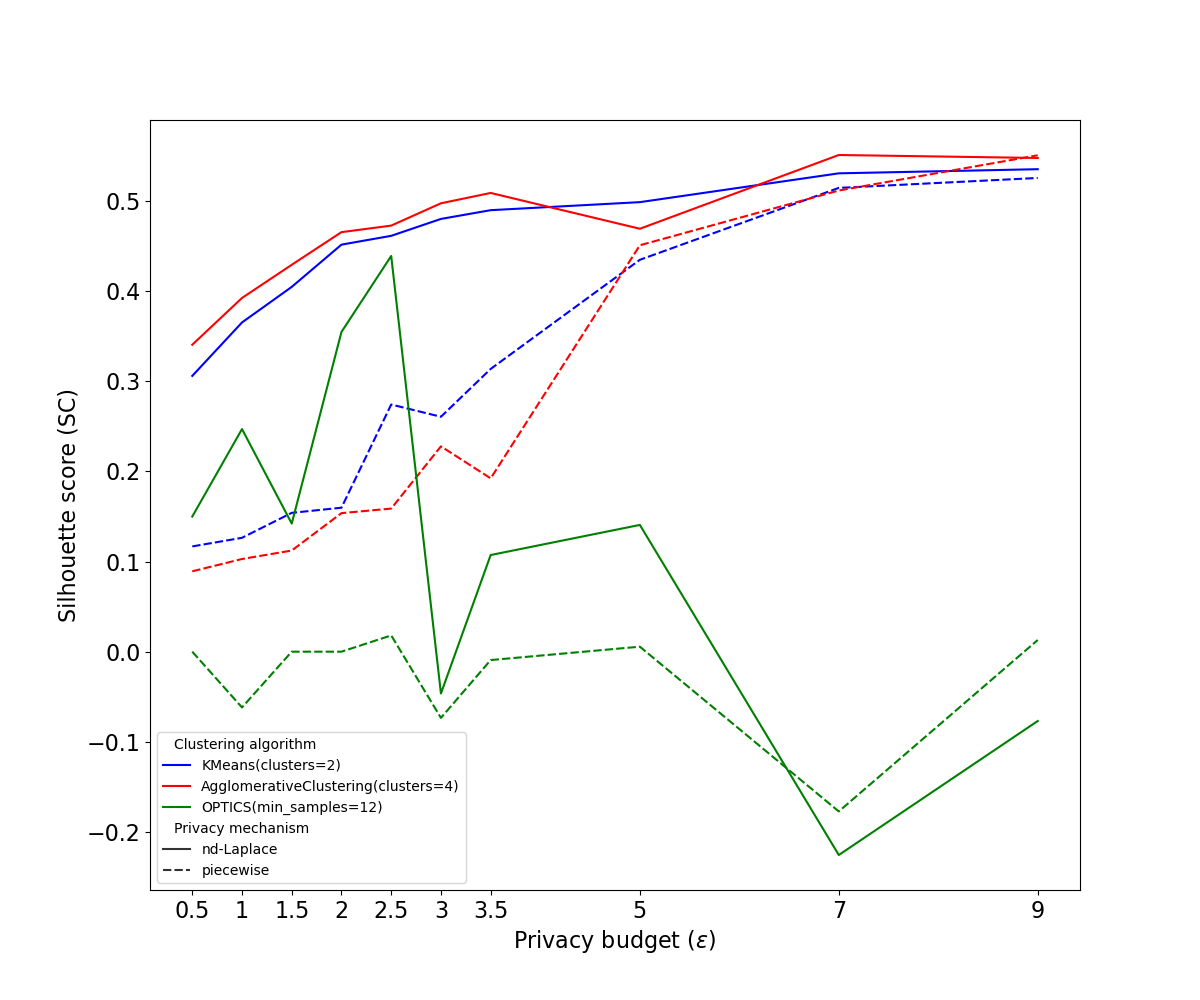 0.5
0.4
0.3
0.2
0.1
0.0
−0.1
−0.2
Silhouette score (SC)
Clustering algorithm
KMeans(clusters=2)
AgglomerativeClustering(clusters=4)
OPTICS(min_samples=12)
Privacy mechanism
nd-Laplace
piecewise
0.5 1 1.5 2 2.5 3 3.5 5 7 9
Privacy budget (ε)